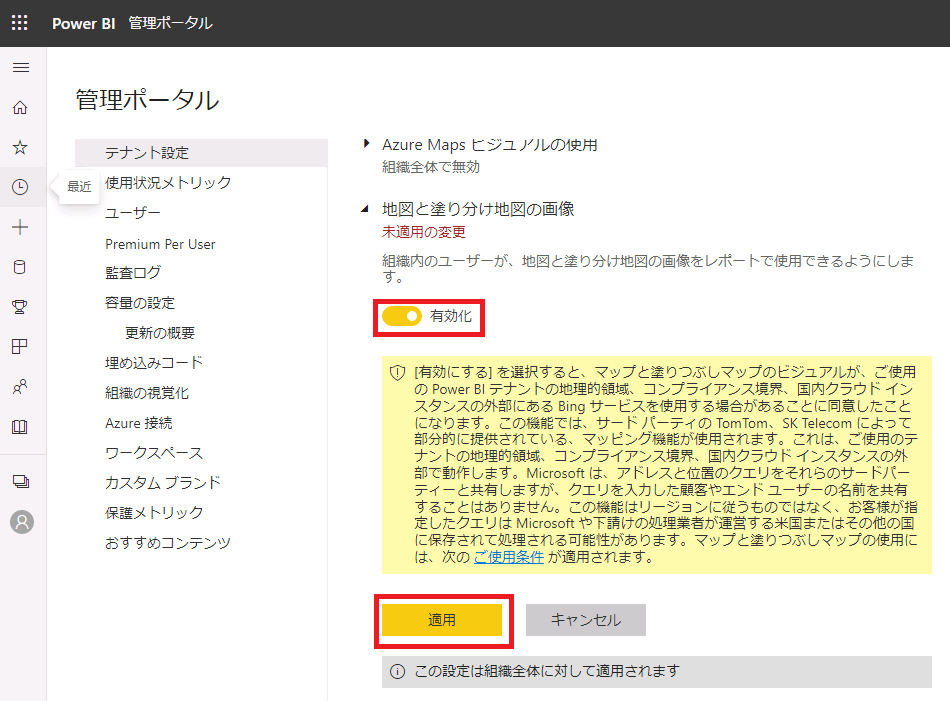 Power BI 管理ポータル
管理ポータル
テナント設定
最近
使用状況メトリック
ユーザー
Premium Per User
監査ログ
容量の設定
更新の概要
埋め込みコード
組織の視覚化
Azure 接続
ワークスペース
カスタム ブランド
保護メトリック
おすすめコンテンツ
Azure Maps ビジュアルの使用
組織全体で無効
地図と塗り分け地図の画像
未適用の変更
組織内のユーザーが、地図と塗り分け地図の画像をレポートで使用できるようにしま
す。
有効化
[有効にする] を選択すると、マップと塗りつぶしマップのビジュアルが、ご使用
の Power BI テナントの地理的領域、コンプライアンス境界、国内クラウド イン
スタンスの外部にある Bing サービスを使用する場合があることに同意したこと
になります。この機能では、サード パーティの TomTom、SK Telecom によって
部分的に提供されている、マッピング機能が使用されます。これは、ご使用のテ
ナントの地理的領域、コンプライアンス境界、国内クラウド インスタンスの外
部で動作します。Microsoft は、アドレスと位置のクエリをそれらのサードパー
ティーと共有しますが、クエリを入力した顧客やエンド ユーザーの名前を共有
することはありません。この機能はリージョンに従うものではなく、お客様が指
定したクエリは Microsoft や下請けの処理業者が運営する米国またはその他の国
に保存されて処理される可能性があります。マップと塗りつぶしマップの使用に
は、次の ご使用条件 が適用されます。
適用
キャンセル
この設定は組織全体に対して適用されます